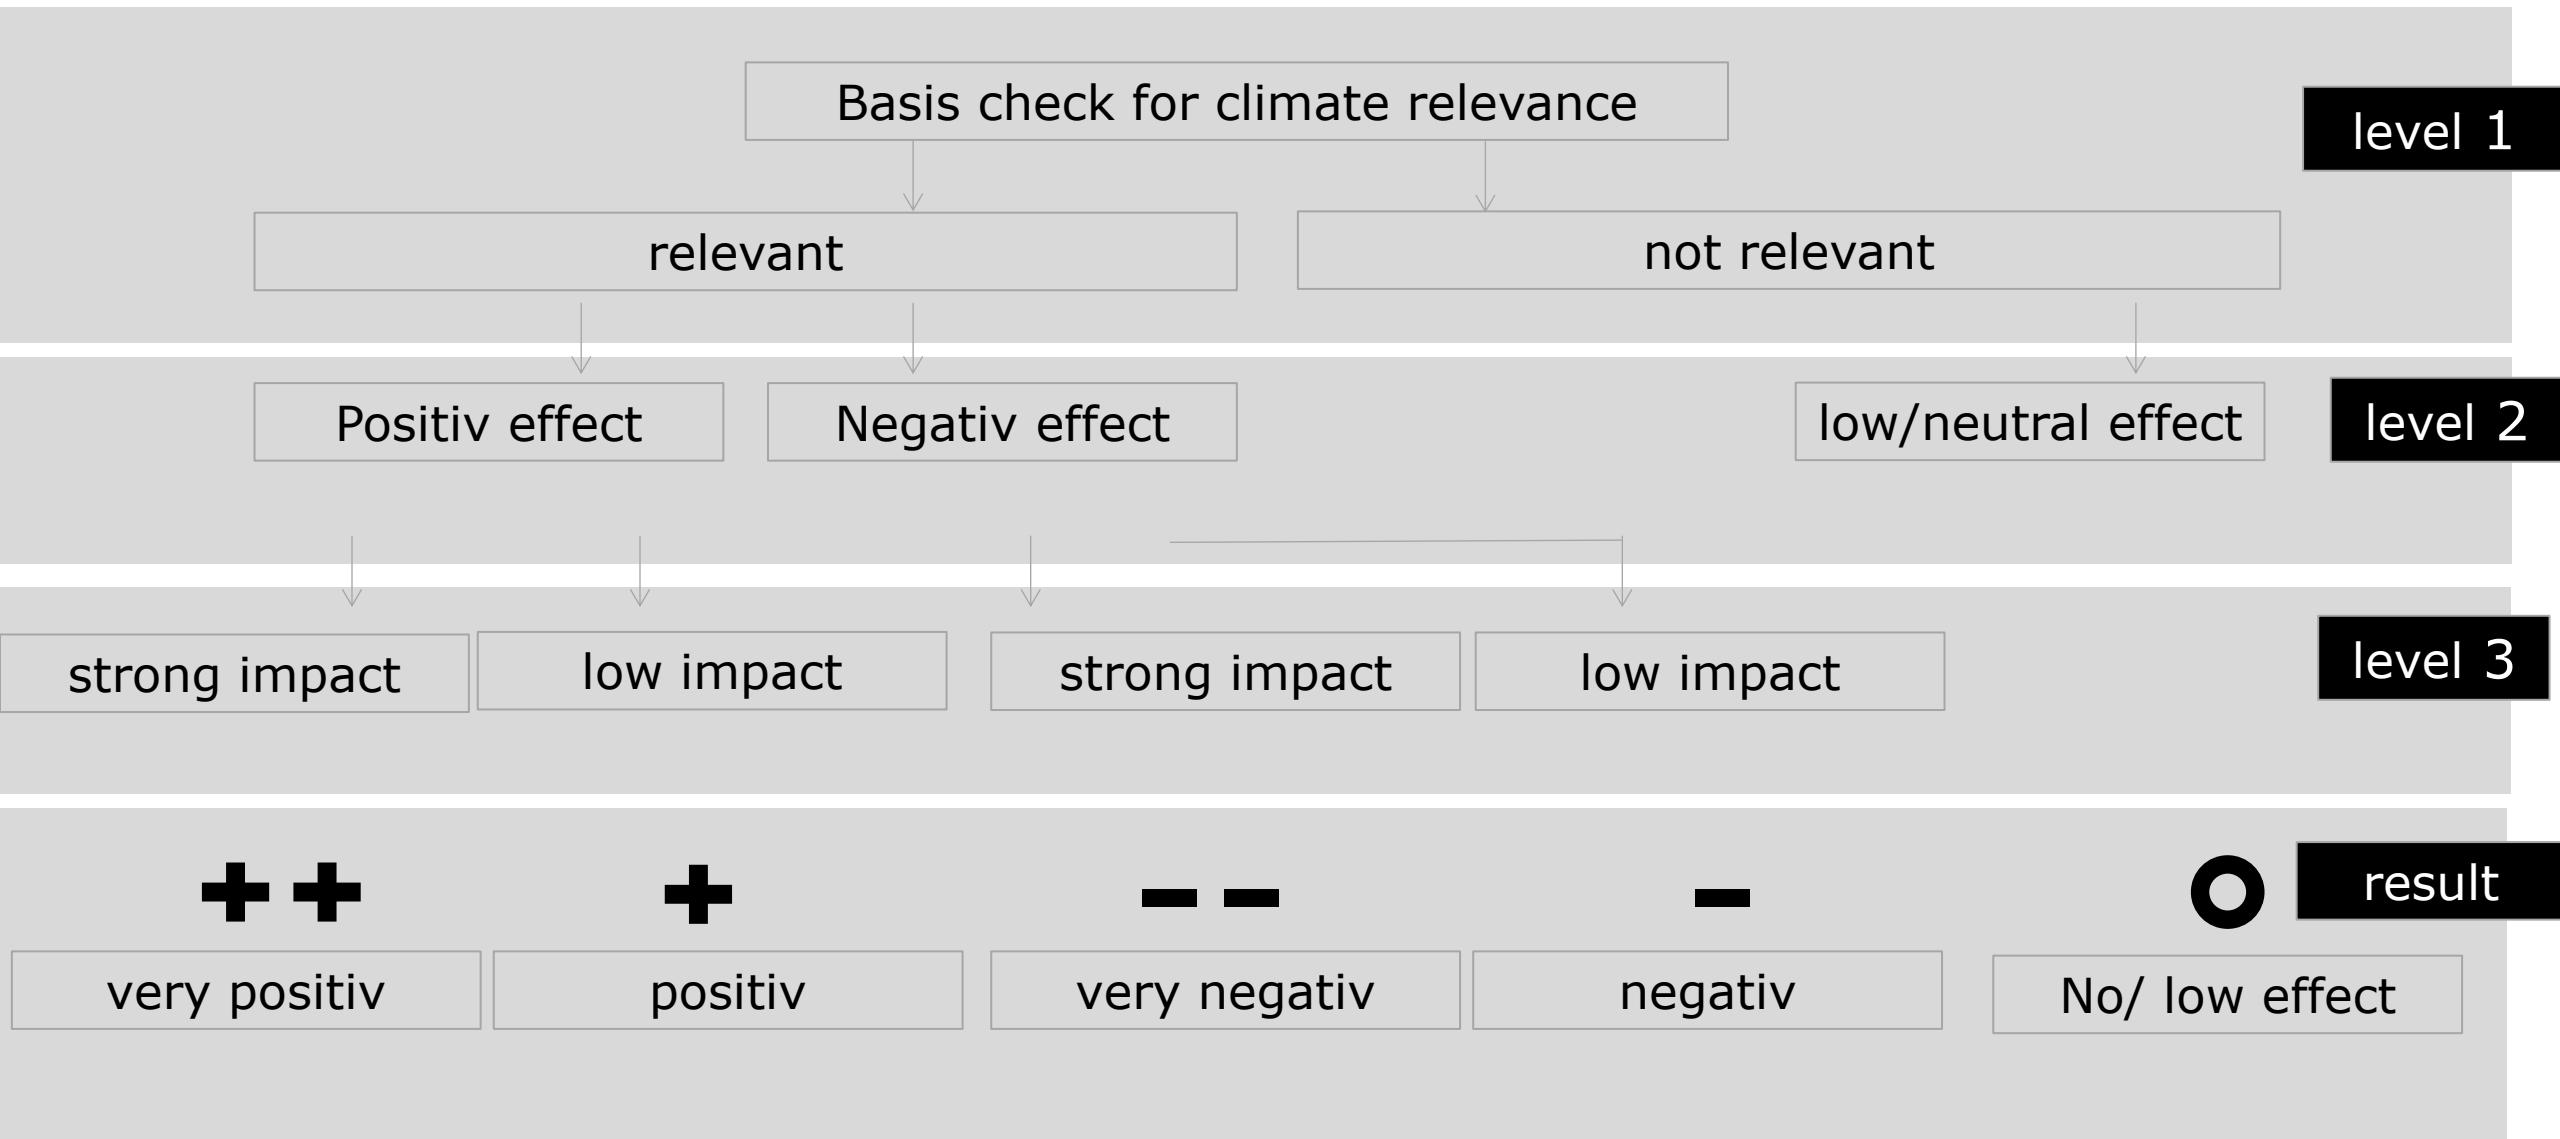 Basis check for climate relevance
level 1
relevant
not relevant
Positiv effect
Negativ effect
low/neutral effect
level 2
strong impact
low impact
strong impact
low impact
level 3
result
very positiv
positiv
very negativ
negativ
No/ low effect